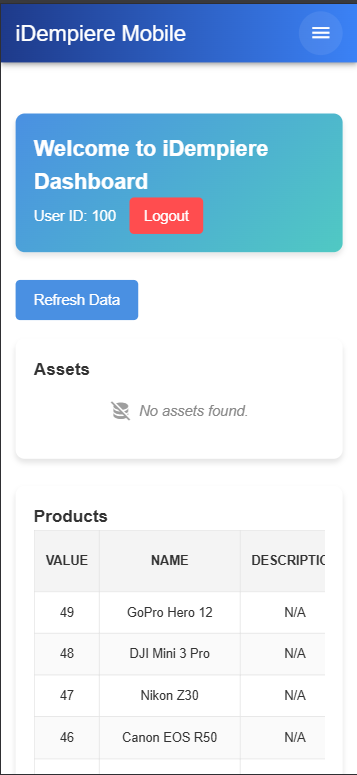 iDempiere Mobile
Welcome to iDempiere
Dashboard
User ID: 100 Logout
Refresh Data
Assets
No assets found.
Products
VALUE NAME DESCRIPTIO
49 GoPro Hero 12 N/A
48 DJI Mini 3 Pro N/A
47 Nikon Z30 N/A
46 Canon EOS R50 N/A